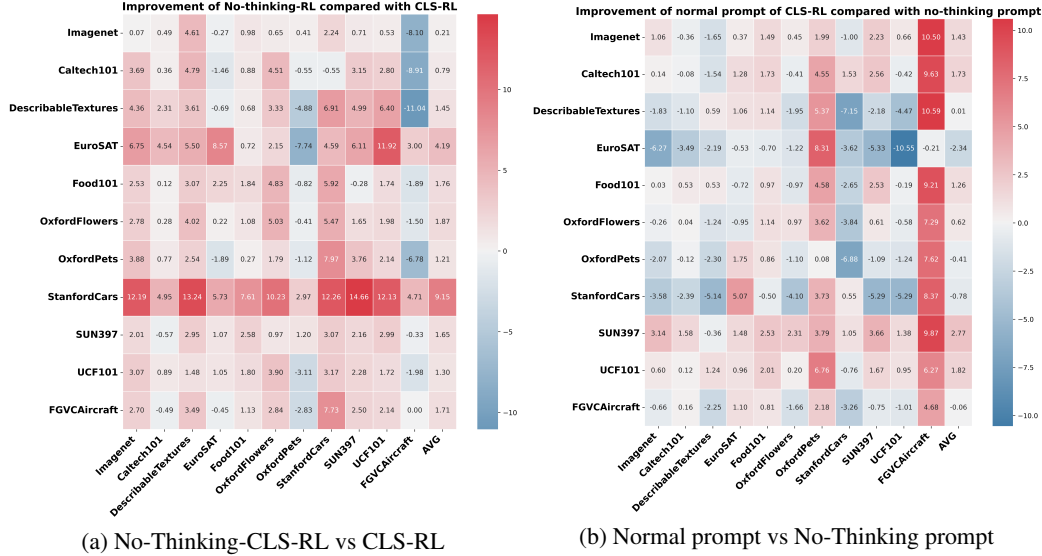 Improvement of No-thinking-RL compared with CLS-RL
Imagenet 0.07 0.49 4.61 -0.27 0.98 0.65 0.41 2.24 0.71 0.53 -8.10 0.21
Caltech101 3.69 0.36 4.79 -1.46 0.88 4.51 -0.55 -0.55 3.15 2.80 -8.91 0.79
DescribableTextures 4.36 2.31 3.61 -0.69 0.68 3.33 -4.88 6.91 4.99 6.40 -11.04 1.45
EuroSAT 6.75 4.54 5.50 8.57 0.72 2.15 -7.74 4.59 6.11 11.92 3.00 4.19
Food101 2.53 0.12 3.07 2.25 1.84 4.83 -0.82 5.92 -0.28 1.74 -1.89 1.76
OxfordFlowers 2.78 0.28 4.02 0.22 1.08 5.03 -0.41 5.47 1.65 1.98 -1.50 1.87
OxfordPets 3.88 0.77 2.54 -1.89 0.27 1.79 -1.12 7.97 3.76 2.14 -6.78 1.21
StanfordCars 12.19 4.95 13.24 5.73 7.61 10.23 2.97 12.26 14.66 12.13 4.71 9.15
SUN397 2.01 -0.57 2.95 1.07 2.58 0.97 1.20 3.07 2.16 2.99 -0.33 1.65
UCF101 3.07 0.89 1.48 1.05 1.80 3.90 -3.11 3.17 2.28 1.72 -1.98 1.30
FGVCAircraft 2.70 -0.49 3.49 -0.45 1.13 2.84 -2.83 7.73 2.50 2.14 0.00 1.71
Imagenet Caltech101 DescribableTextures EuroSAT Food101 OxfordFlowers OxfordPets StanfordCars SUN397 UCF101 FGVCAircraft AVG
10
5
0
-5
-10
(a) No-Thinking-CLS-RL vs CLS-RL
Improvement of normal prompt of CLS-RL compared with no-thinking prompt
Imagenet 1.06 -0.36 -1.65 0.37 1.49 0.45 1.99 -1.00 2.23 0.66 10.50 1.43
Caltech101 0.14 -0.08 -1.54 1.28 1.73 -0.41 4.55 1.53 2.56 -0.42 9.63 1.73
DescribableTextures -1.83 -1.10 0.59 1.06 1.14 -1.95 5.37 -7.15 -2.18 -4.47 10.59 0.01
EuroSAT -6.27 -3.49 -2.19 -0.53 -0.70 -1.22 8.31 -3.62 -5.33 -10.55 -0.21 -2.34
Food101 0.03 0.53 0.53 -0.72 0.97 -0.97 4.58 -2.65 2.53 -0.19 9.21 1.26
OxfordFlowers -0.26 0.04 -1.24 -0.95 1.14 0.97 3.62 -3.84 0.61 -0.58 7.29 0.62
OxfordPets -2.07 -0.12 -2.30 1.75 0.86 -1.10 0.08 -6.88 -1.09 -1.24 7.62 -0.41
StanfordCars -3.58 -2.39 -5.14 5.07 -0.50 -4.10 3.73 0.55 -5.29 -5.29 8.37 -0.78
SUN397 3.14 1.58 -0.36 1.48 2.53 2.31 3.79 1.05 3.66 1.38 9.87 2.77
UCF101 0.60 0.12 1.24 0.96 2.01 0.20 6.76 -0.76 1.67 0.95 6.27 1.82
FGVCAircraft -0.66 0.16 -2.25 1.10 0.81 -1.66 2.18 -3.26 -0.75 -1.01 4.68 -0.06
Imagenet Caltech101 DescribableTextures EuroSAT Food101 OxfordFlowers OxfordPets StanfordCars SUN397 UCF101 FGVCAircraft AVG
10.0
7.5
5.0
2.5
0.0
-2.5
-5.0
-7.5
-10.0
(b) Normal prompt vs No-Thinking prompt